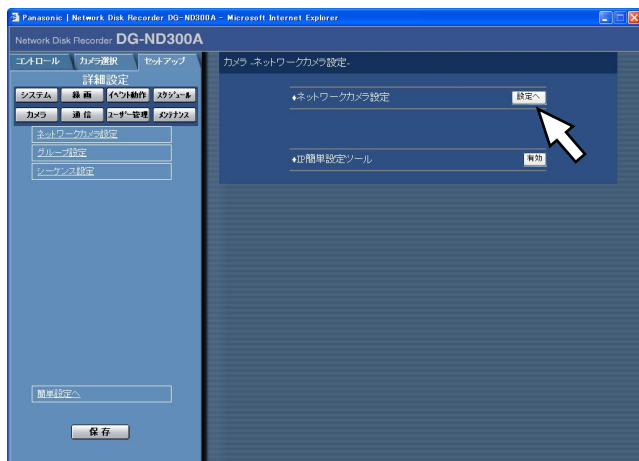 Panasonic | Network Disk Recorder DG-ND300A - Microsoft Internet Explorer
Network Disk Recorder DG-ND300A
コントロール カメラ選択 セットアップ
詳細設定
システム 録画 イベント動作 スケジュール
カメラ 通信 ユーザー管理 メンテナンス
ネットワークカメラ設定
グループ設定
シーケンス設定
簡単設定へ
保存
カメラ -ネットワークカメラ設定-
♦ネットワークカメラ設定 設定へ
♦IP簡単設定ツール 有効